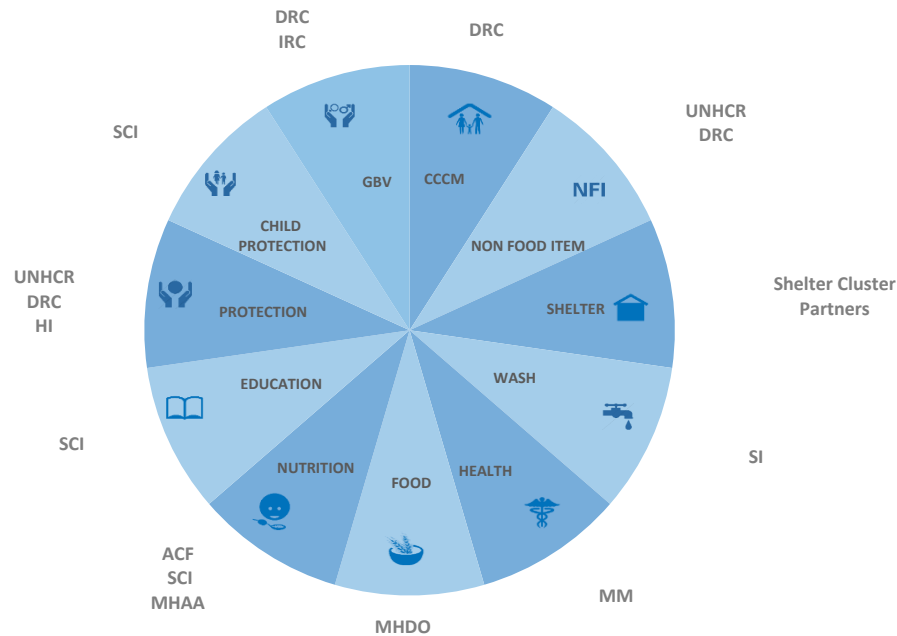 DRC
IRC
DRC
UNHCR
DRC
SCI
GBV
CCCM
NFI
CHILD
PROTECTION
NON FOOD ITEM
UNHCR
DRC
HI
PROTECTION
SHELTER
Shelter Cluster
Partners
EDUCATION
WASH
SCI
SI
NUTRITION
FOOD
HEALTH
ACF
SCI
MHAA
MHDO
MM